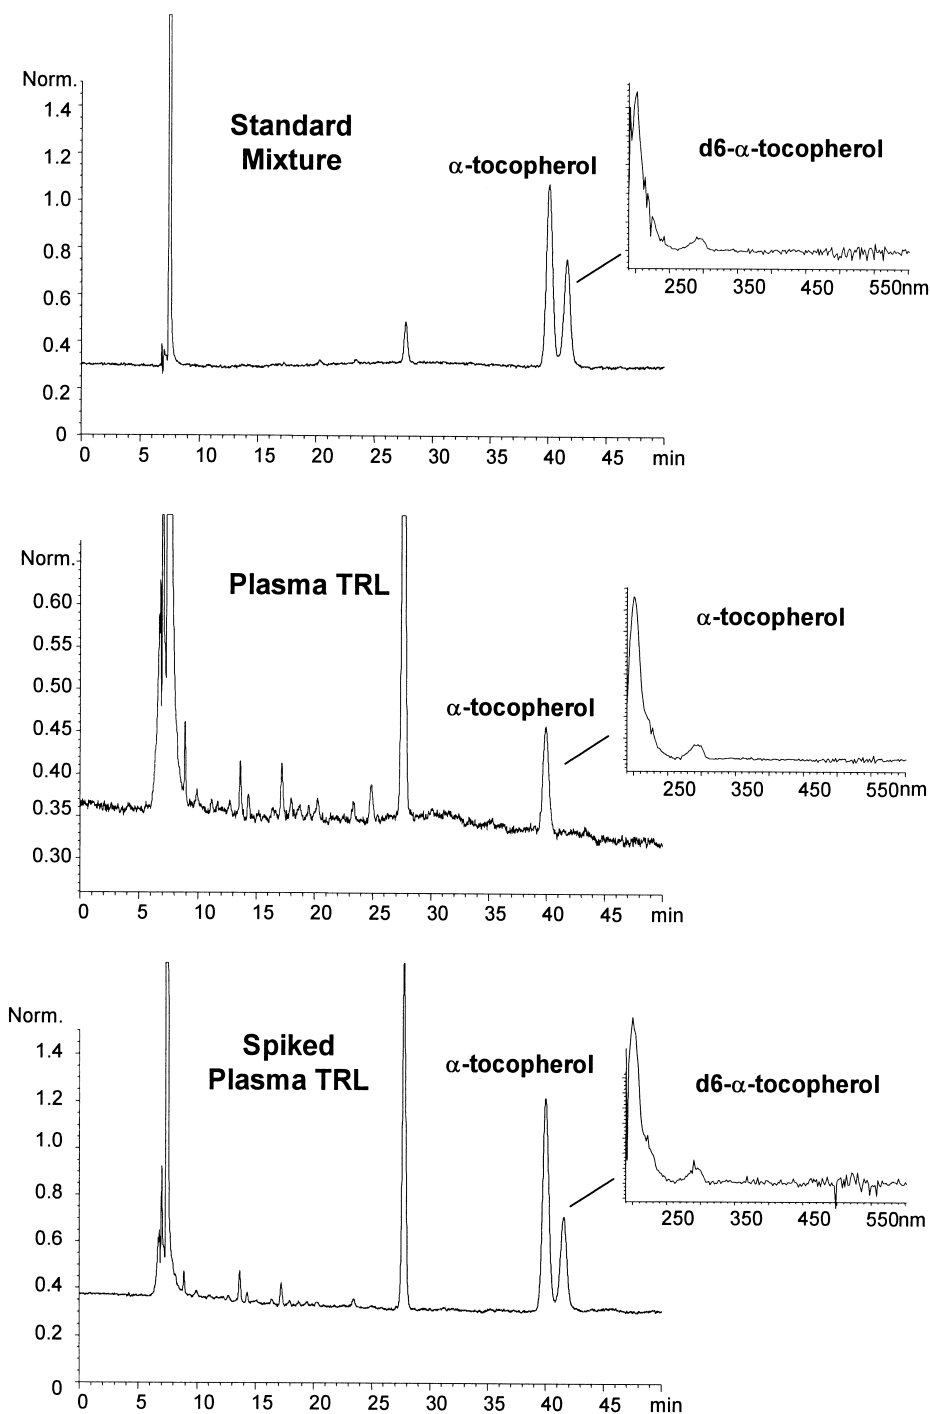 Norm.
1.4
1.2
1.0
0.8
0.6
0.4
0.2
0
Standard
Mixture
α-tocopherol
d6-α-tocopherol
250 350 450 550nm
0 5 10 15 20 25 30 35 40 45 min
Norm.
0.60
0.55
0.50
0.45
0.40
0.35
0.30
Plasma TRL
α-tocopherol
α-tocopherol
250 350 450 550nm
0 5 10 15 20 25 30 35 40 45 min
Norm.
1.4
1.2
1.0
0.8
0.6
0.4
0.2
0
Spiked
Plasma TRL
α-tocopherol
d6-α-tocopherol
250 350 450 550nm
0 5 10 15 20 25 30 35 40 45 min